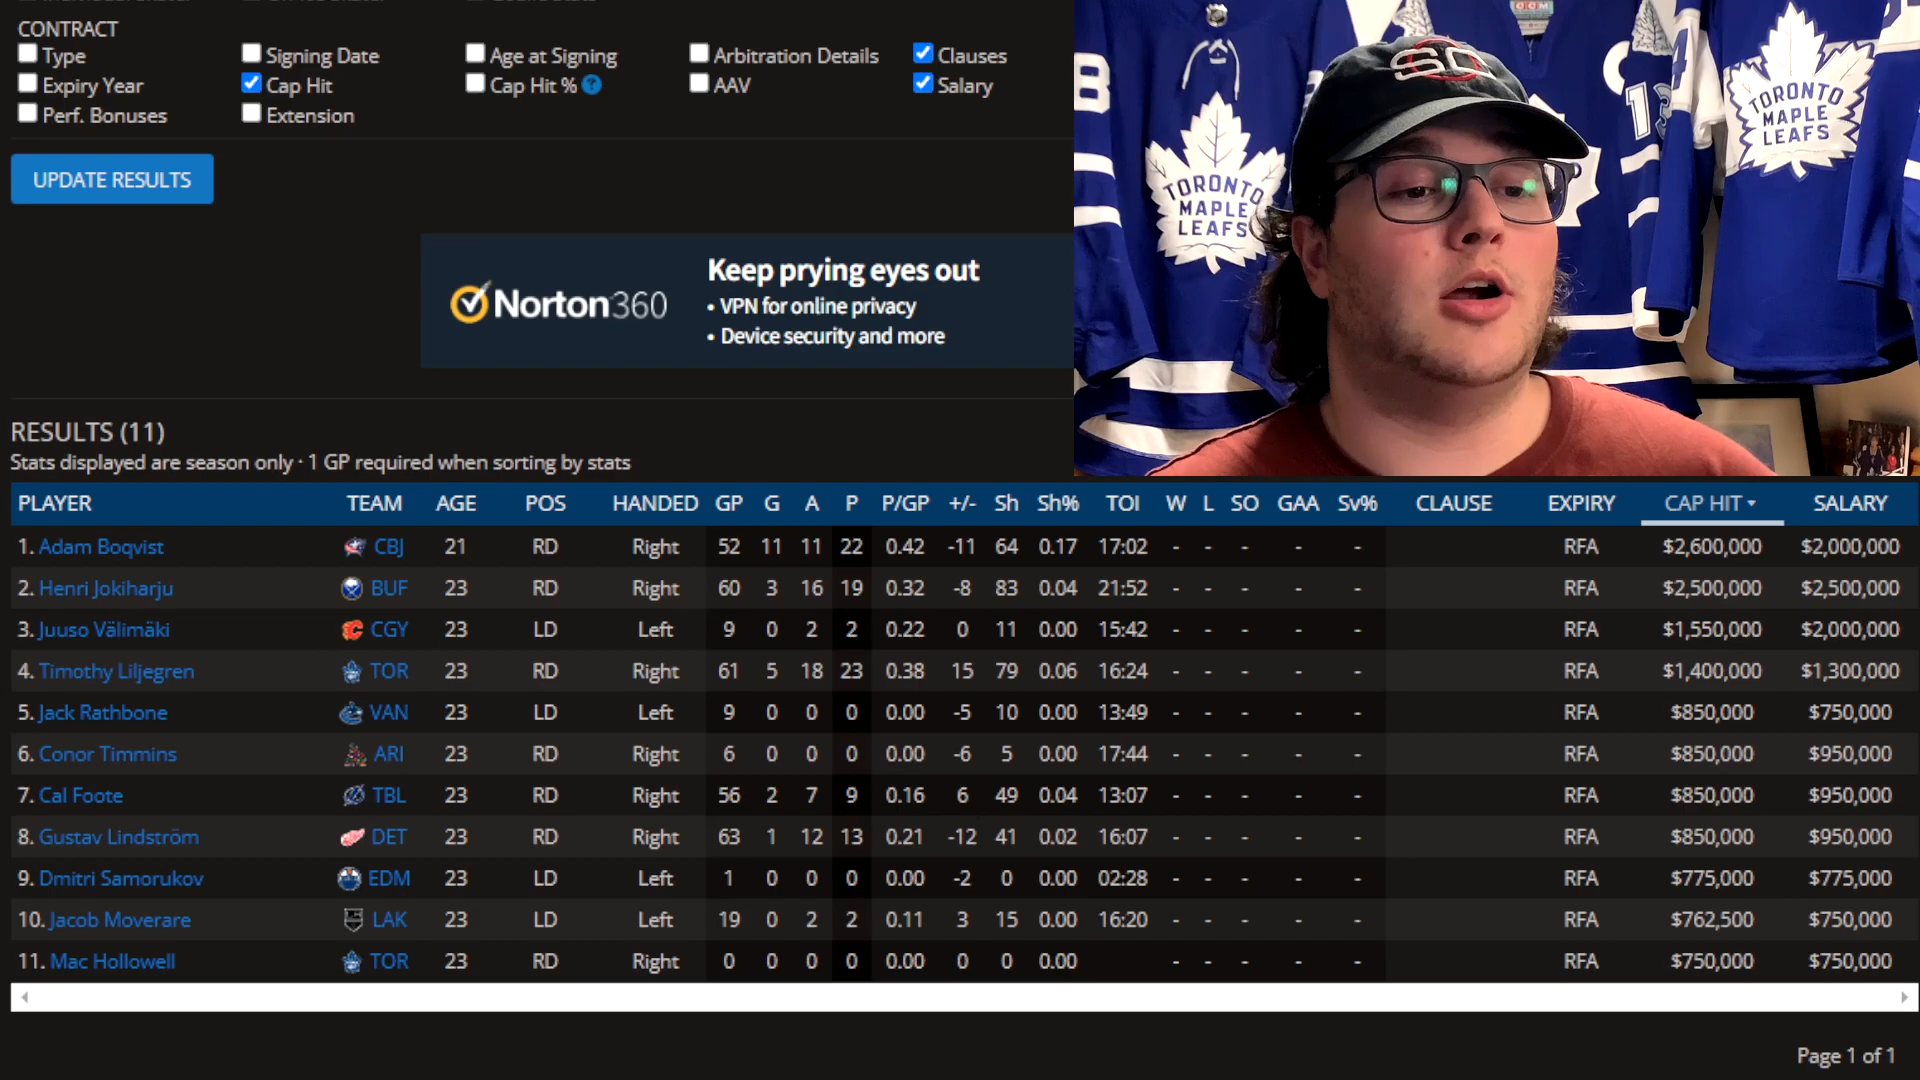 CONTRACT
Type Signing Date Age at Signing Arbitration Details Clauses
Expiry Year Cap Hit Cap Hit % ? AAV Salary
Perf. Bonuses Extension
UPDATE RESULTS
Norton 360
Keep prying eyes out
• VPN for online privacy
• Device security and more
TORONTO MAPLE LEAFS
TORONTO MAPLE LEAFS
CCM
13
C
RESULTS (11)
Stats displayed are season only · 1 GP required when sorting by stats
PLAYER TEAM AGE POS HANDED GP G A P P/GP +/- Sh Sh% TOI W L SO GAA Sv% CLAUSE EXPIRY CAP HIT SALARY
1. Adam Boqvist CBJ 21 RD Right 52 11 11 22 0.42 -11 64 0.17 17:02 - - - - - RFA $2,600,000 $2,000,000
2. Henri Jokiharju BUF 23 RD Right 60 3 16 19 0.32 -8 83 0.04 21:52 - - - - - RFA $2,500,000 $2,500,000
3. Juuso Välimäki CGY 23 LD Left 9 0 2 2 0.22 0 11 0.00 15:42 - - - - - RFA $1,550,000 $2,000,000
4. Timothy Liljegren TOR 23 RD Right 61 5 18 23 0.38 15 79 0.06 16:24 - - - - - RFA $1,400,000 $1,300,000
5. Jack Rathbone VAN 23 LD Left 9 0 0 0 0.00 -5 10 0.00 13:49 - - - - - RFA $850,000 $750,000
6. Conor Timmins ARI 23 RD Right 6 0 0 0 0.00 -6 5 0.00 17:44 - - - - - RFA $850,000 $950,000
7. Cal Foote TBL 23 RD Right 56 2 7 9 0.16 6 49 0.04 13:07 - - - - - RFA $850,000 $950,000
8. Gustav Lindström DET 23 RD Right 63 1 12 13 0.21 -12 41 0.02 16:07 - - - - - RFA $850,000 $950,000
9. Dmitri Samorukov EDM 23 LD Left 1 0 0 0 0.00 -2 0 0.00 02:28 - - - - - RFA $775,000 $775,000
10. Jacob Moverare LAK 23 LD Left 19 0 2 2 0.11 3 15 0.00 16:20 - - - - - RFA $762,500 $750,000
11. Mac Hollowell TOR 23 RD Right 0 0 0 0 0.00 0 0 0.00 - - - - - RFA $750,000 $750,000
Page 1 of 1